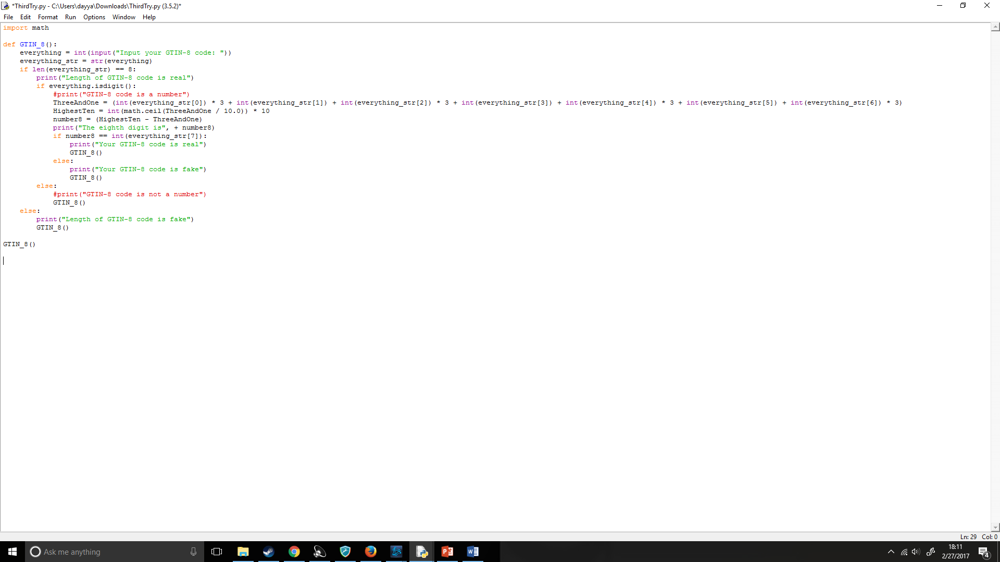 *ThirdTry.py - C:\Users\dayya\Downloads\ThirdTry.py (3.5.2)*
File Edit Format Run Options Window Help
import math

def GTIN_8():
    everything = int(input("Input your GTIN-8 code: "))
    everything_str = str(everything)
    if len(everything_str) == 8:
        print("Length of GTIN-8 code is real")
        if everything.isdigit():
            #print("GTIN-8 code is a number")
            ThreeAndOne = (int(everything_str[0]) * 3 + int(everything_str[1]) + int(everything_str[2]) * 3 + int(everything_str[3]) + int(everything_str[4]) * 3 + int(everything_str[5]) + int(everything_str[6]) * 3)
            HighestTen = int(math.ceil(ThreeAndOne / 10.0)) * 10
            number8 = (HighestTen - ThreeAndOne)
            print("The eighth digit is", + number8)
            if number8 == int(everything_str[7]):
                print("Your GTIN-8 code is real")
                GTIN_8()
            else:
                print("Your GTIN-8 code is fake")
                GTIN_8()
        else:
            #print("GTIN-8 code is not a number")
            GTIN_8()
    else:
        print("Length of GTIN-8 code is fake")
        GTIN_8()

GTIN_8()
Ln: 29 Col: 0
Ask me anything
18:11
2/27/2017
4